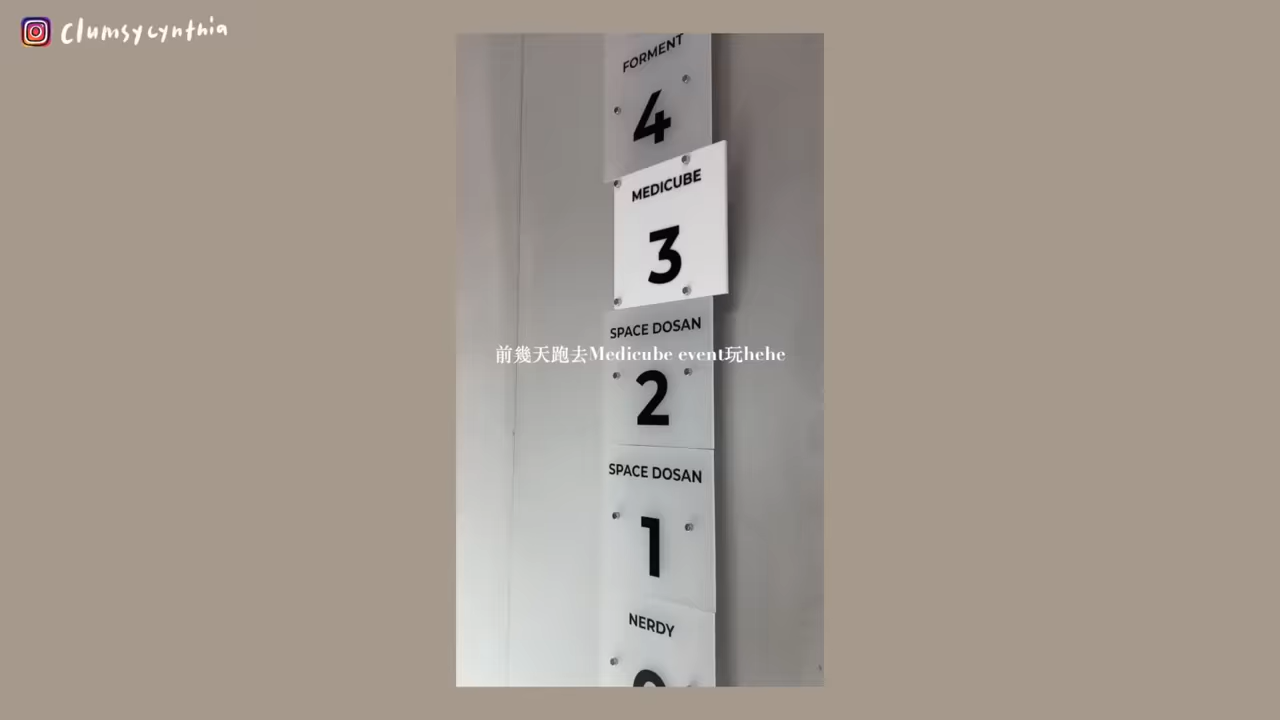 Clumsycynthia
FORMENT
4
MEDICUBE
3
SPACE DOSAN
前幾天跑去Medicube event玩hehe
2
SPACE DOSAN
1
NERDY